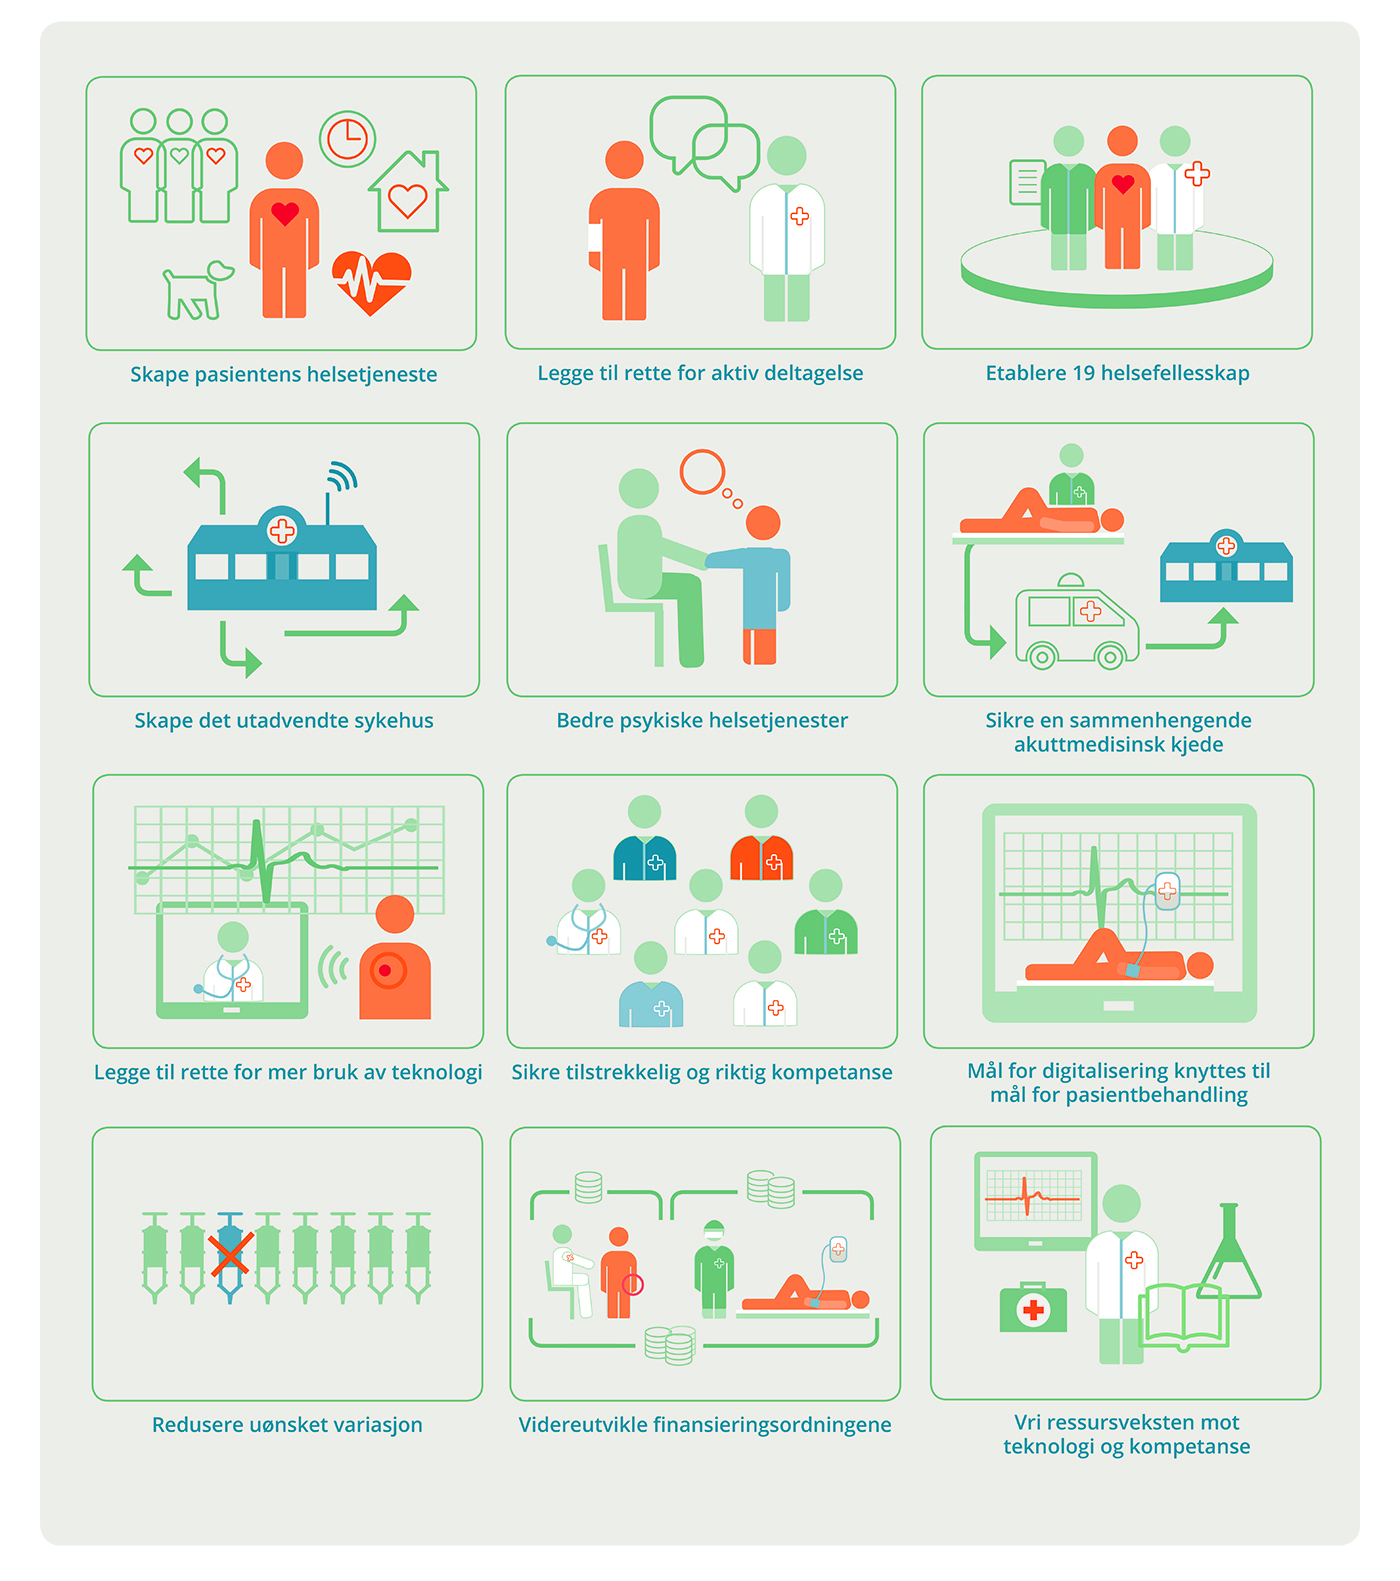 Skape pasientens helsetjeneste
Legge til rette for aktiv deltagelse
Etablere 19 helsefellesskap
Skape det utadvendte sykehus
Bedre psykiske helsetjenester
Sikre en sammenhengende
akuttmedisinsk kjede
Legge til rette for mer bruk av teknologi
Sikre tilstrekkelig og riktig kompetanse
Mål for digitalisering knyttes til
mål for pasientbehandling
Redusere uønsket variasjon
Videreutvikle finansieringsordningene
Vri ressursveksten mot
teknologi og kompetanse